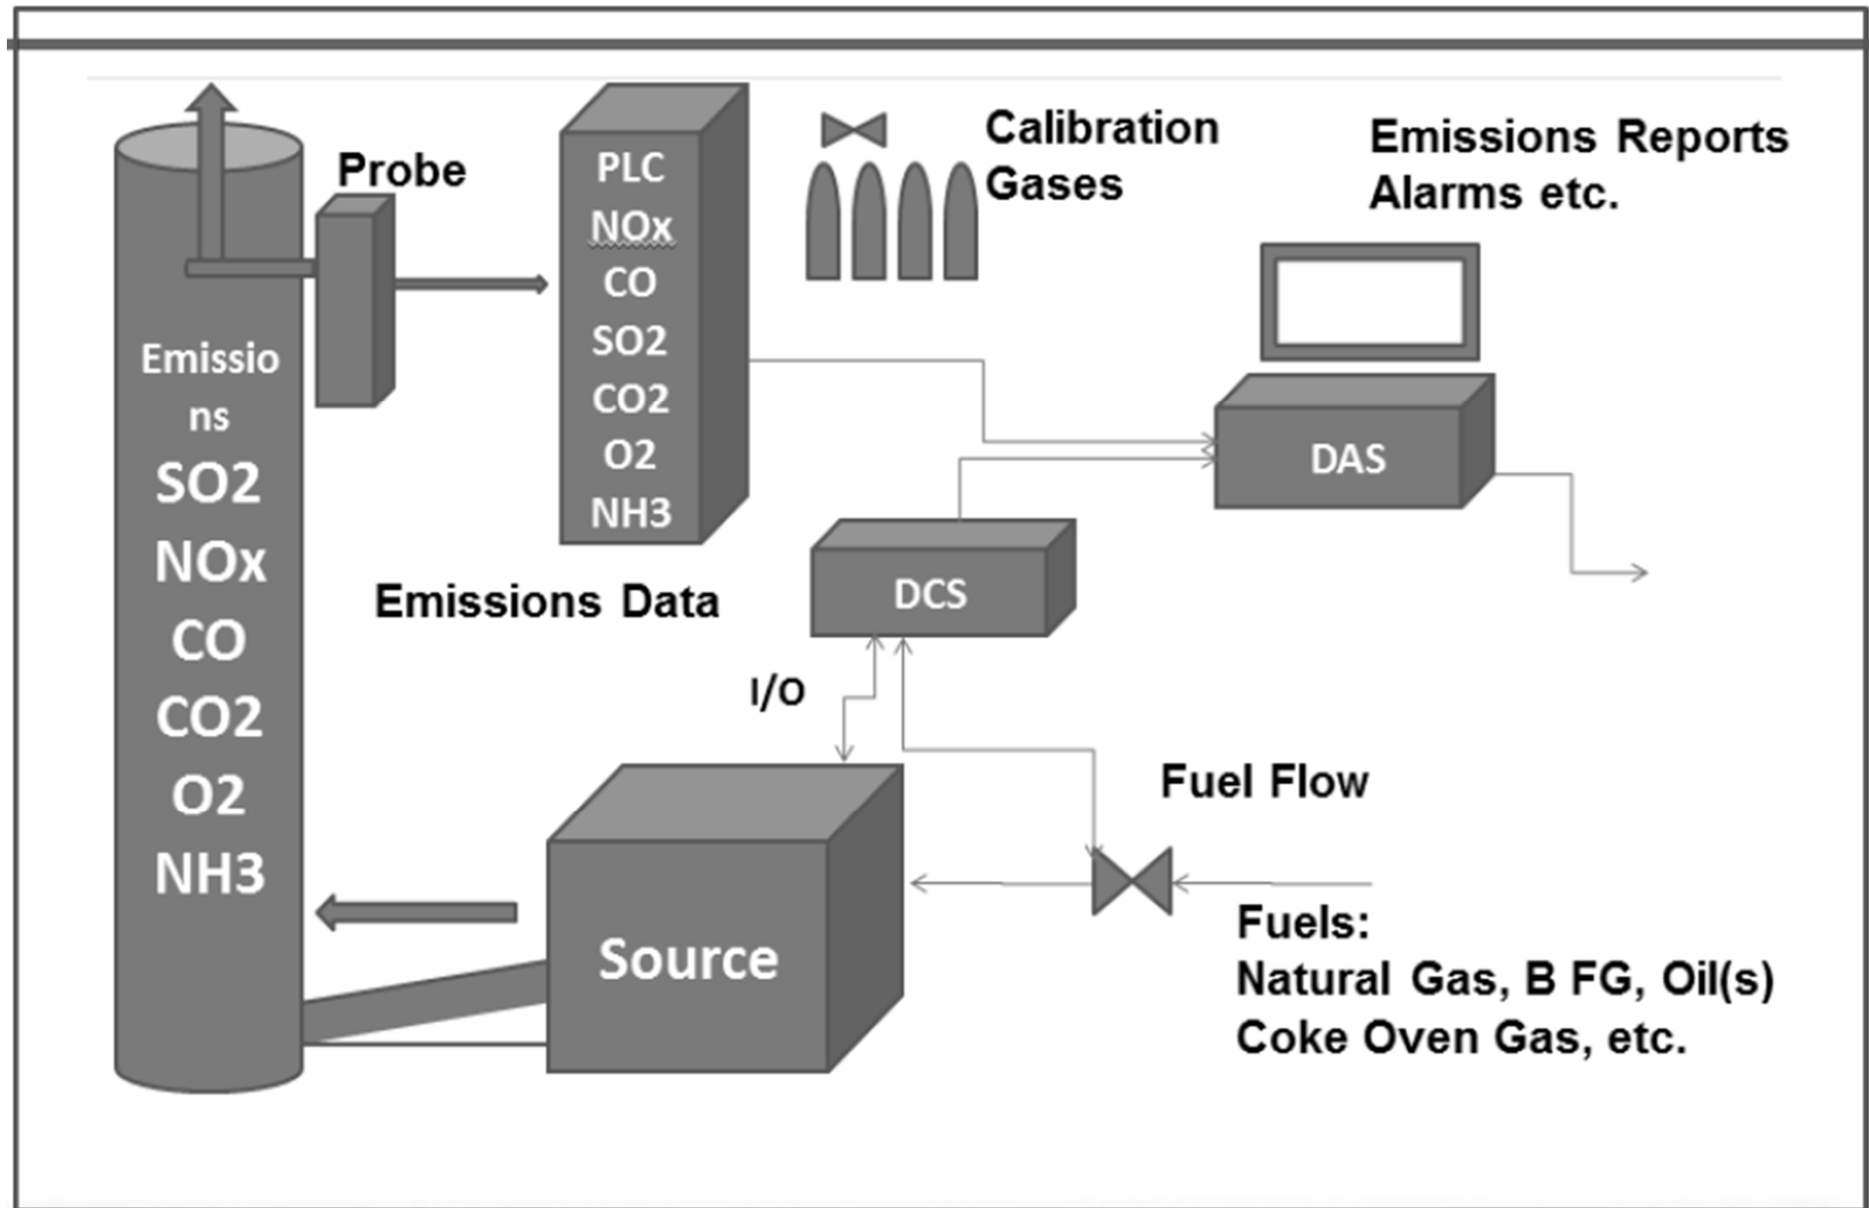 Probe
Emissio
ns
SO2
NOx
CO
CO2
O2
NH3
PLC
NOx
CO
SO2
CO2
O2
NH3
Emissions Data
Calibration
Gases
Emissions Reports
Alarms etc.
DAS
DCS
I/O
Source
Fuel Flow
Fuels:
Natural Gas, B FG, Oil(s)
Coke Oven Gas, etc.